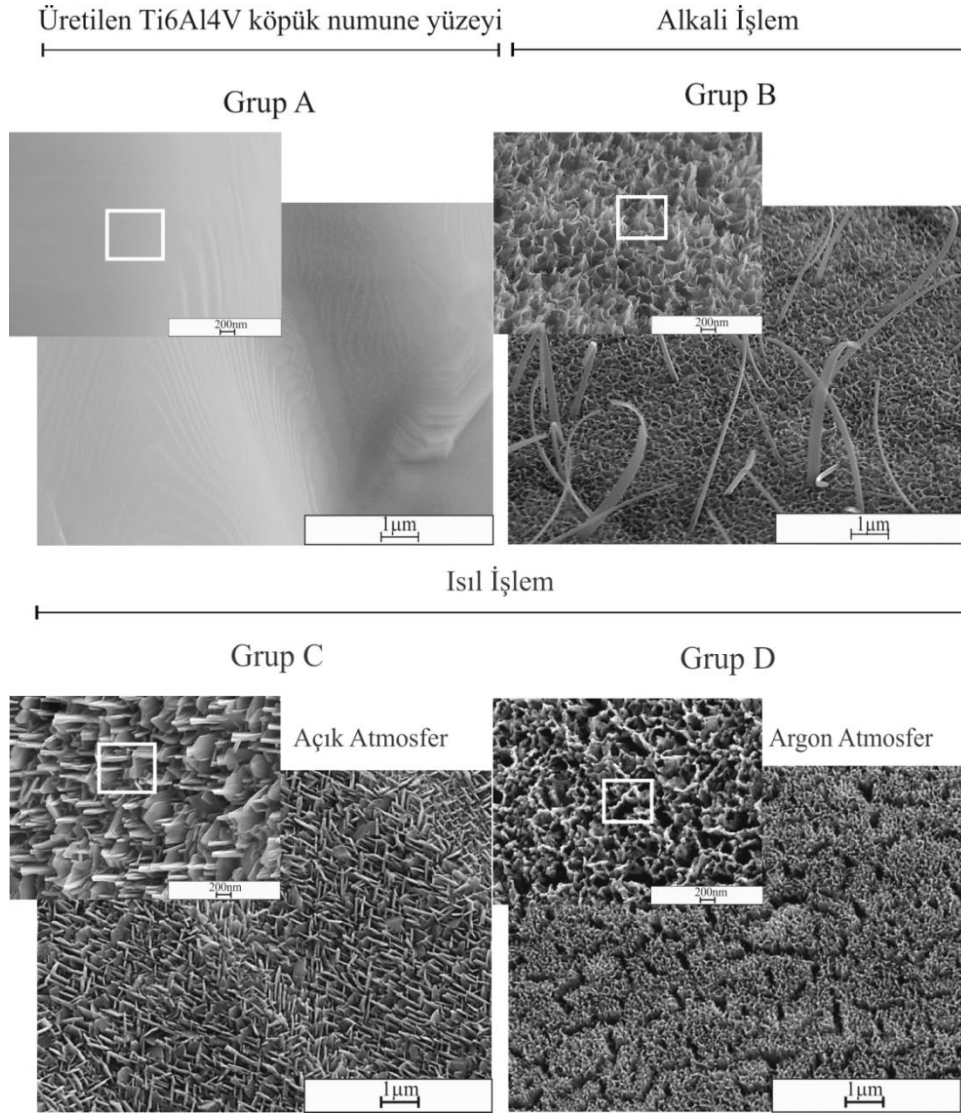 Üretilen Ti6Al4V köpük numune yüzeyi
Alkali İşlem
Grup A
Grup B
200nm
200nm
1μm
1μm
Isıl İşlem
Grup C
Grup D
Açık Atmosfer
Argon Atmosfer
200nm
200nm
1μm
1μm